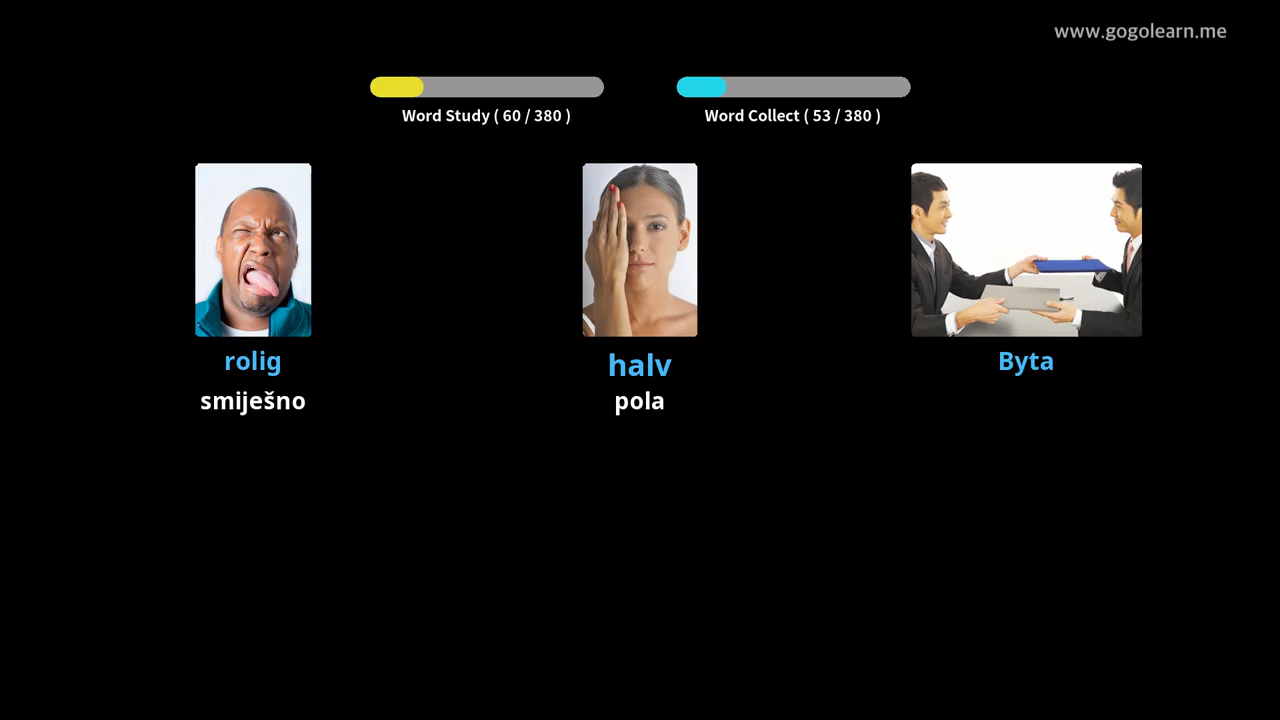 www.gogolearn.me
Word Study ( 60 / 380 )
Word Collect ( 53 / 380 )
rolig
smiješno
halv
pola
Byta